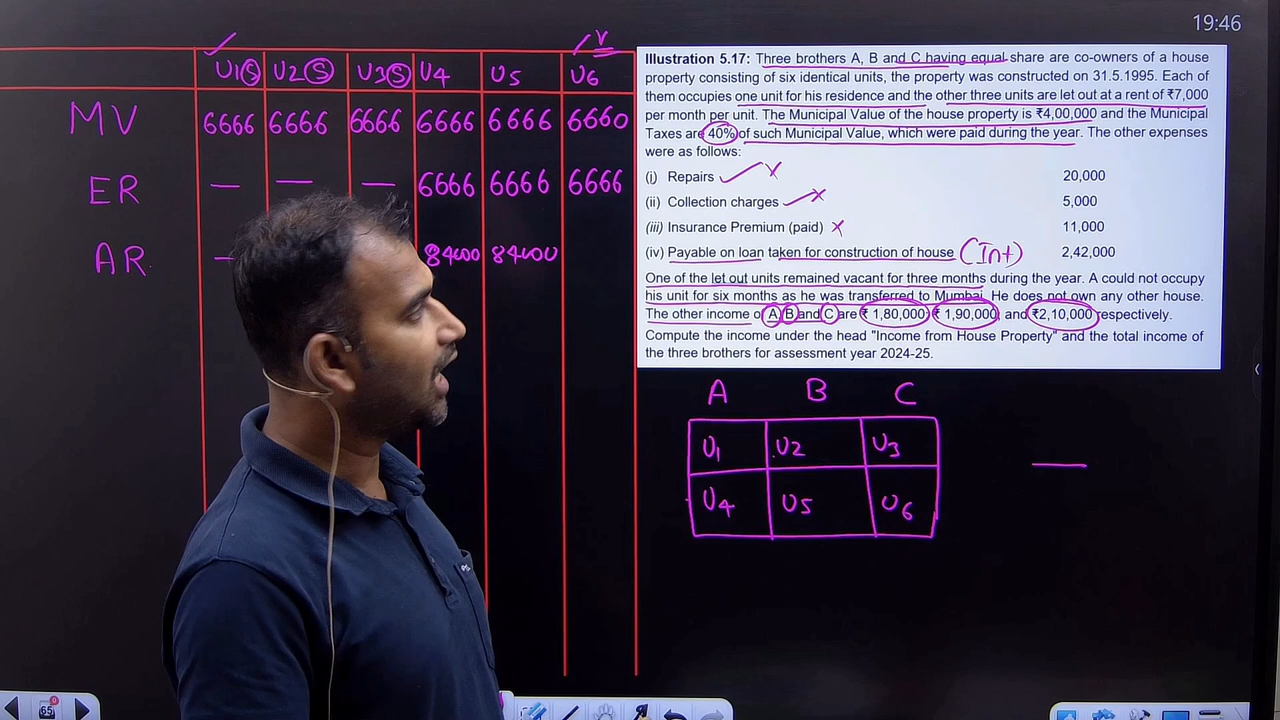 19:46
U1 S U2 S U3 S U4 U5 U6 V
MV 6666 6666 6666 6666 6666 6660
ER — — — 6666 6666 6666
AR. — 84000 84000
Illustration 5.17: Three brothers A, B and C having equal share are co-owners of a house
property consisting of six identical units, the property was constructed on 31.5.1995. Each of
them occupies one unit for his residence and the other three units are let out at a rent of ₹7,000
per month per unit. The Municipal Value of the house property is ₹4,00,000 and the Municipal
Taxes are 40% of such Municipal Value, which were paid during the year. The other expenses
were as follows:
(i) Repairs 20,000
(ii) Collection charges 5,000
(iii) Insurance Premium (paid) 11,000
(iv) Payable on loan taken for construction of house (Int) 2,42,000
One of the let out units remained vacant for three months during the year. A could not occupy
his unit for six months as he was transferred to Mumbai. He does not own any other house.
The other income of A B and C are ₹ 1,80,000, ₹ 1,90,000, and ₹2,10,000 respectively.
Compute the income under the head "Income from House Property" and the total income of
the three brothers for assessment year 2024-25.
A B C
U1 U2 U3
U4 U5 U6
65